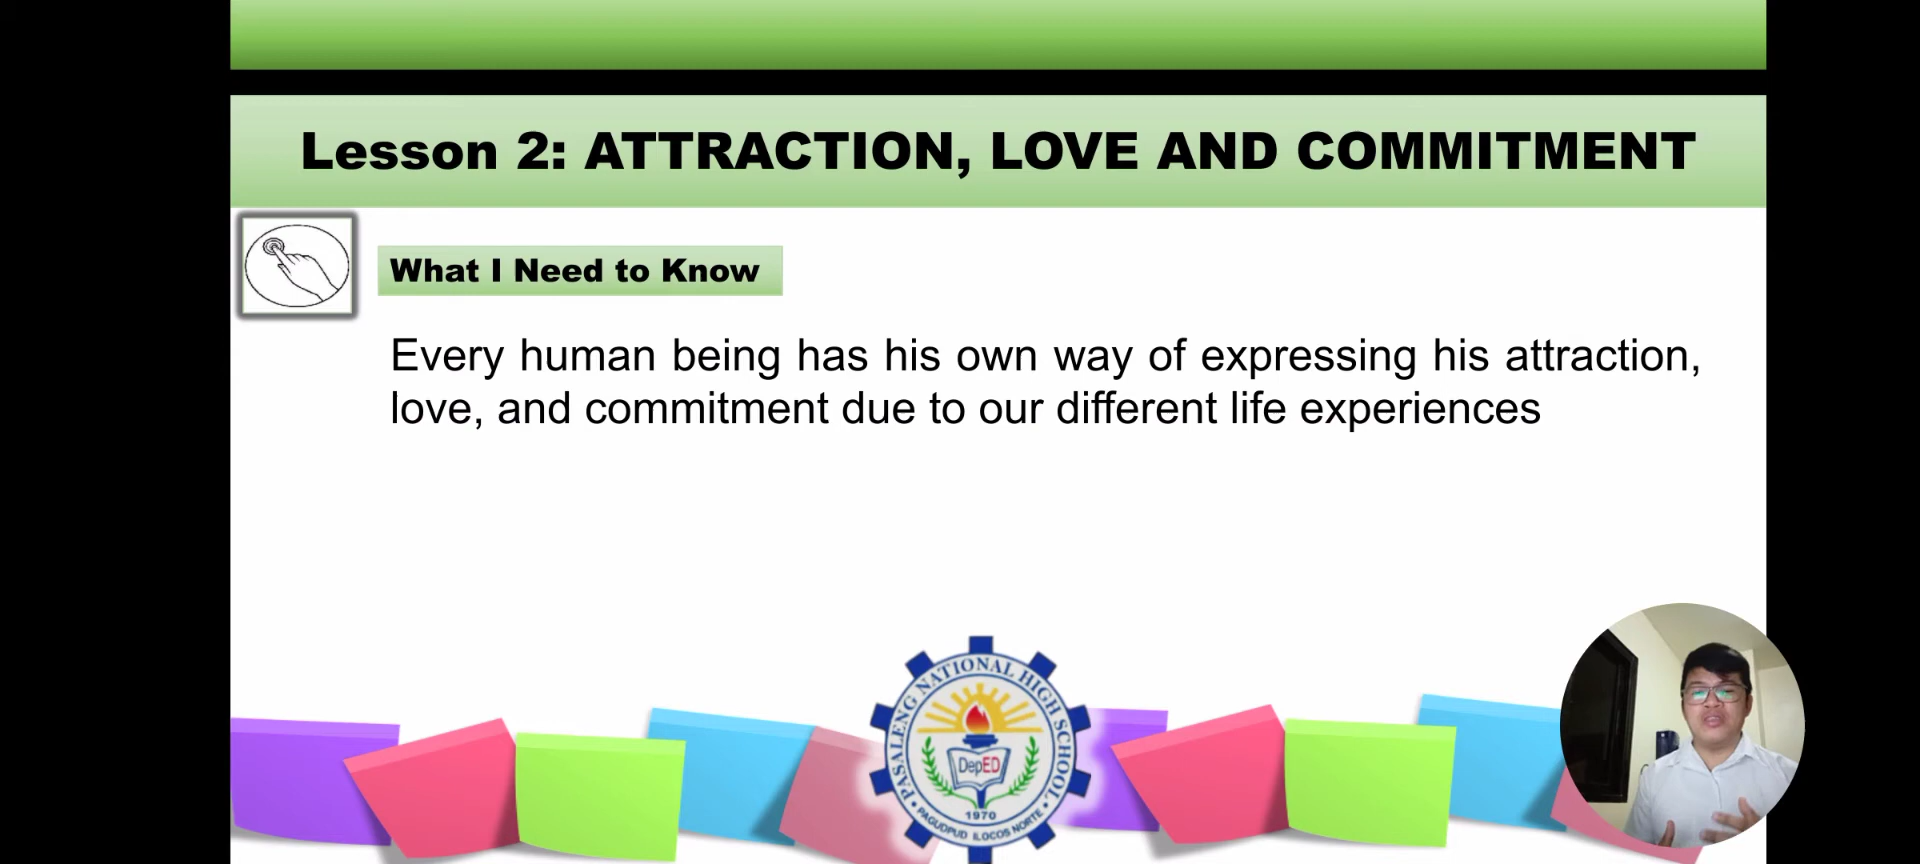 Lesson 2: ATTRACTION, LOVE AND COMMITMENT
What I Need to Know
Every human being has his own way of expressing his attraction,
love, and commitment due to our different life experiences
PASALENG NATIONAL HIGH SCHOOL
DepED
1970
PAGUDPUD ILOCOS NORTE